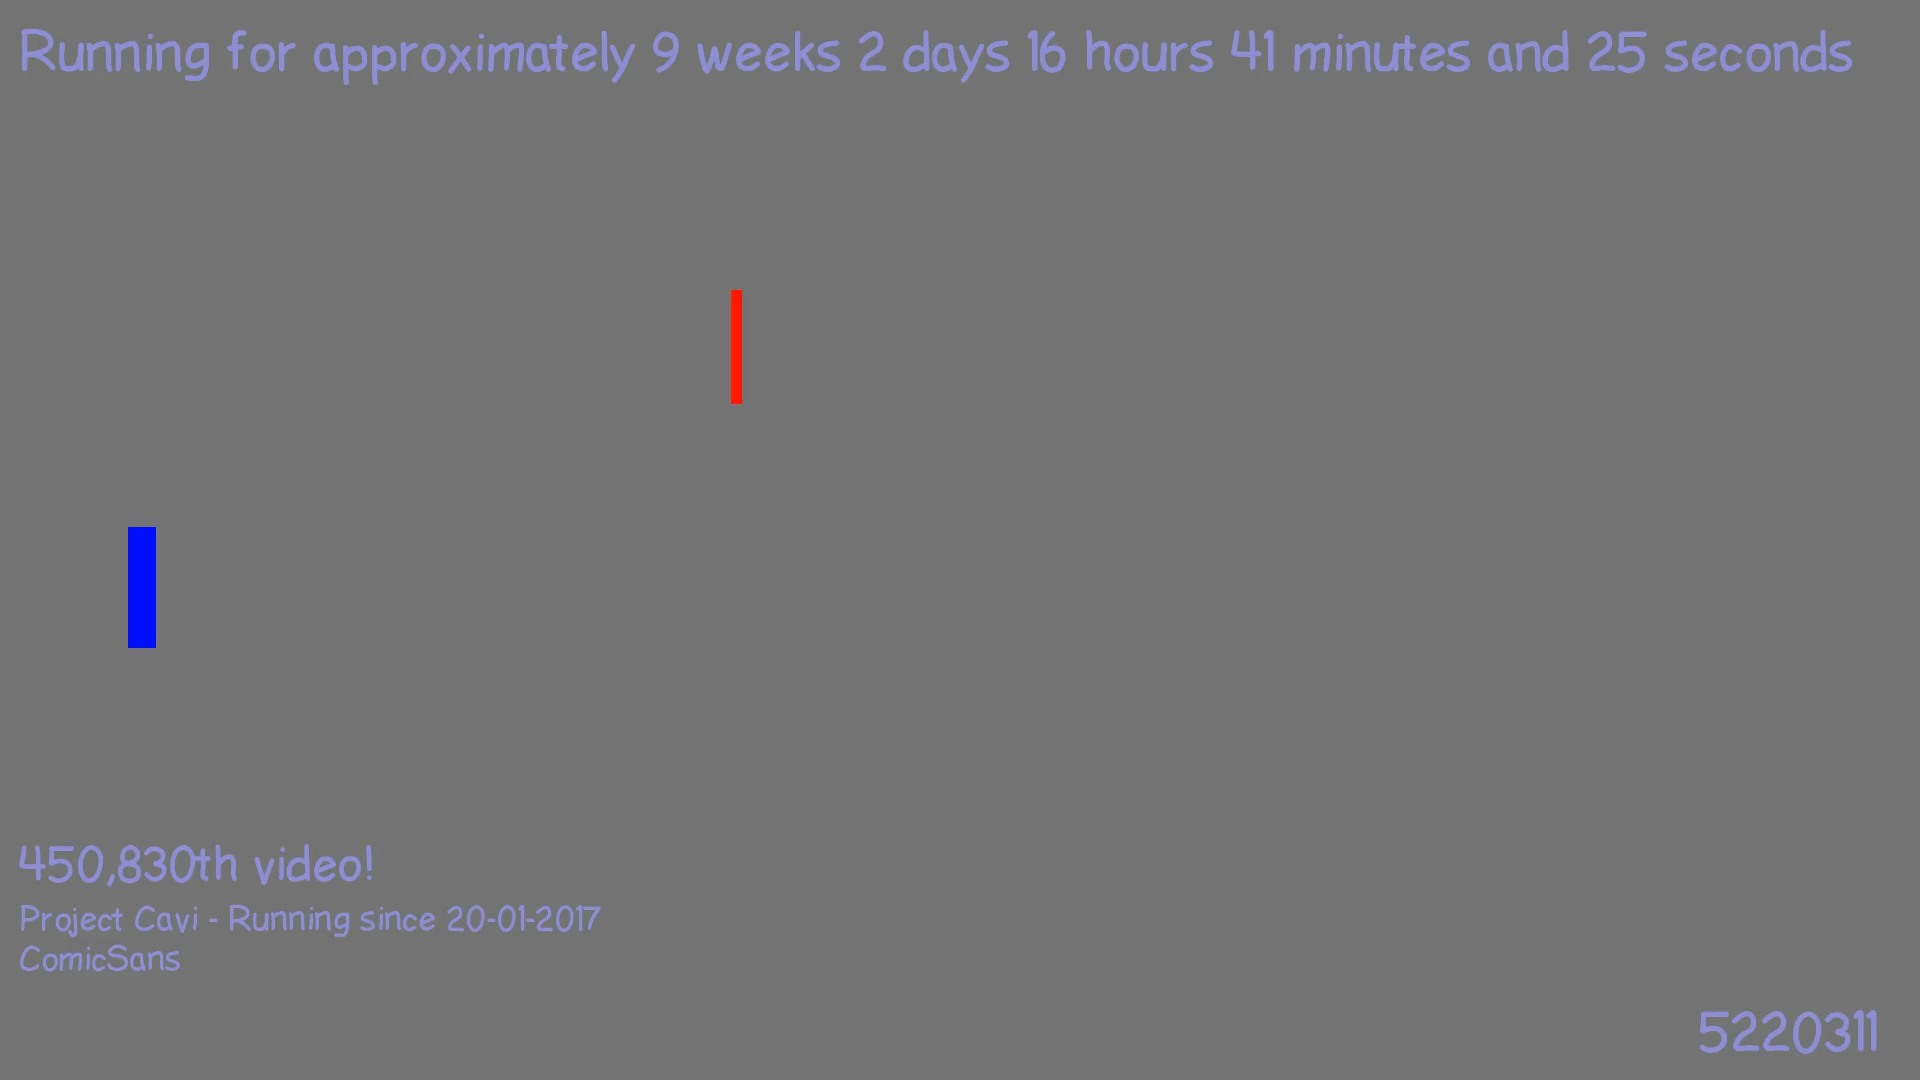 Running for approximately 9 weeks 2 days 16 hours 41 minutes and 25 seconds
450,830th video!
Project Cavi - Running since 20-01-2017
ComicSans
5220311